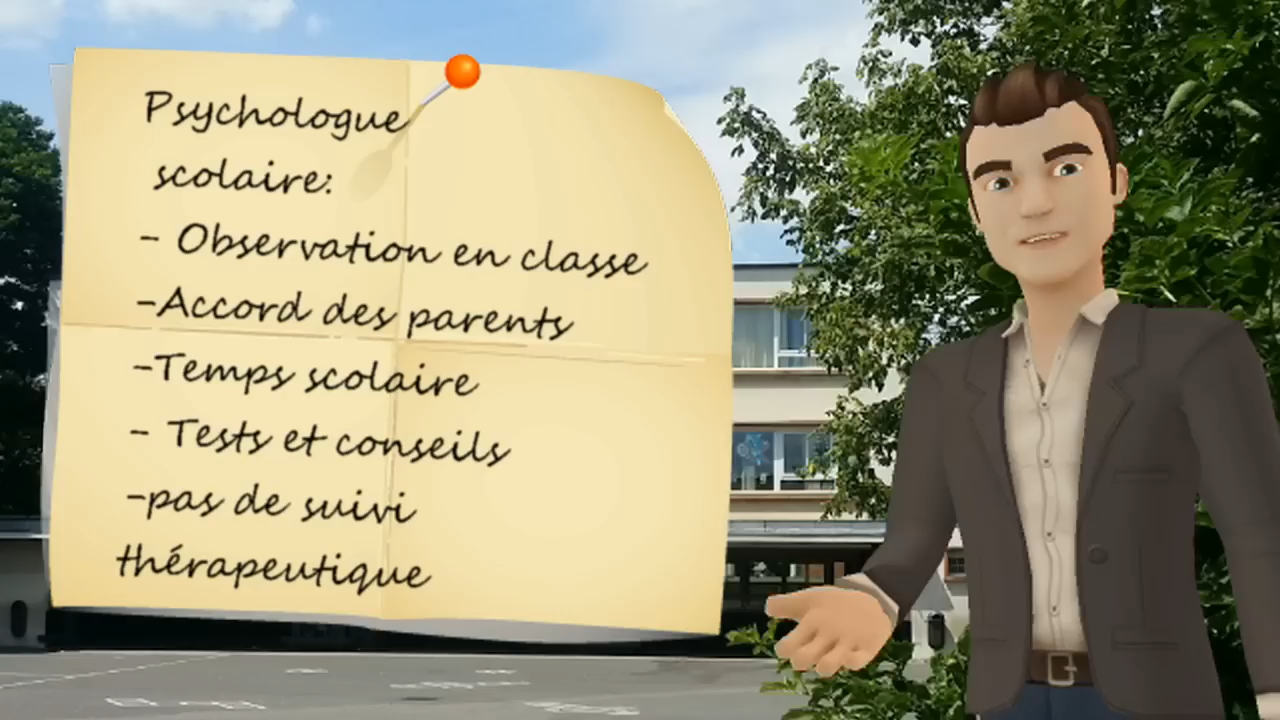 Psychologue
scolaire:
- Observation en classe
-Accord des parents
-Temps scolaire
- Tests et conseils
-pas de suivi
thérapeutique